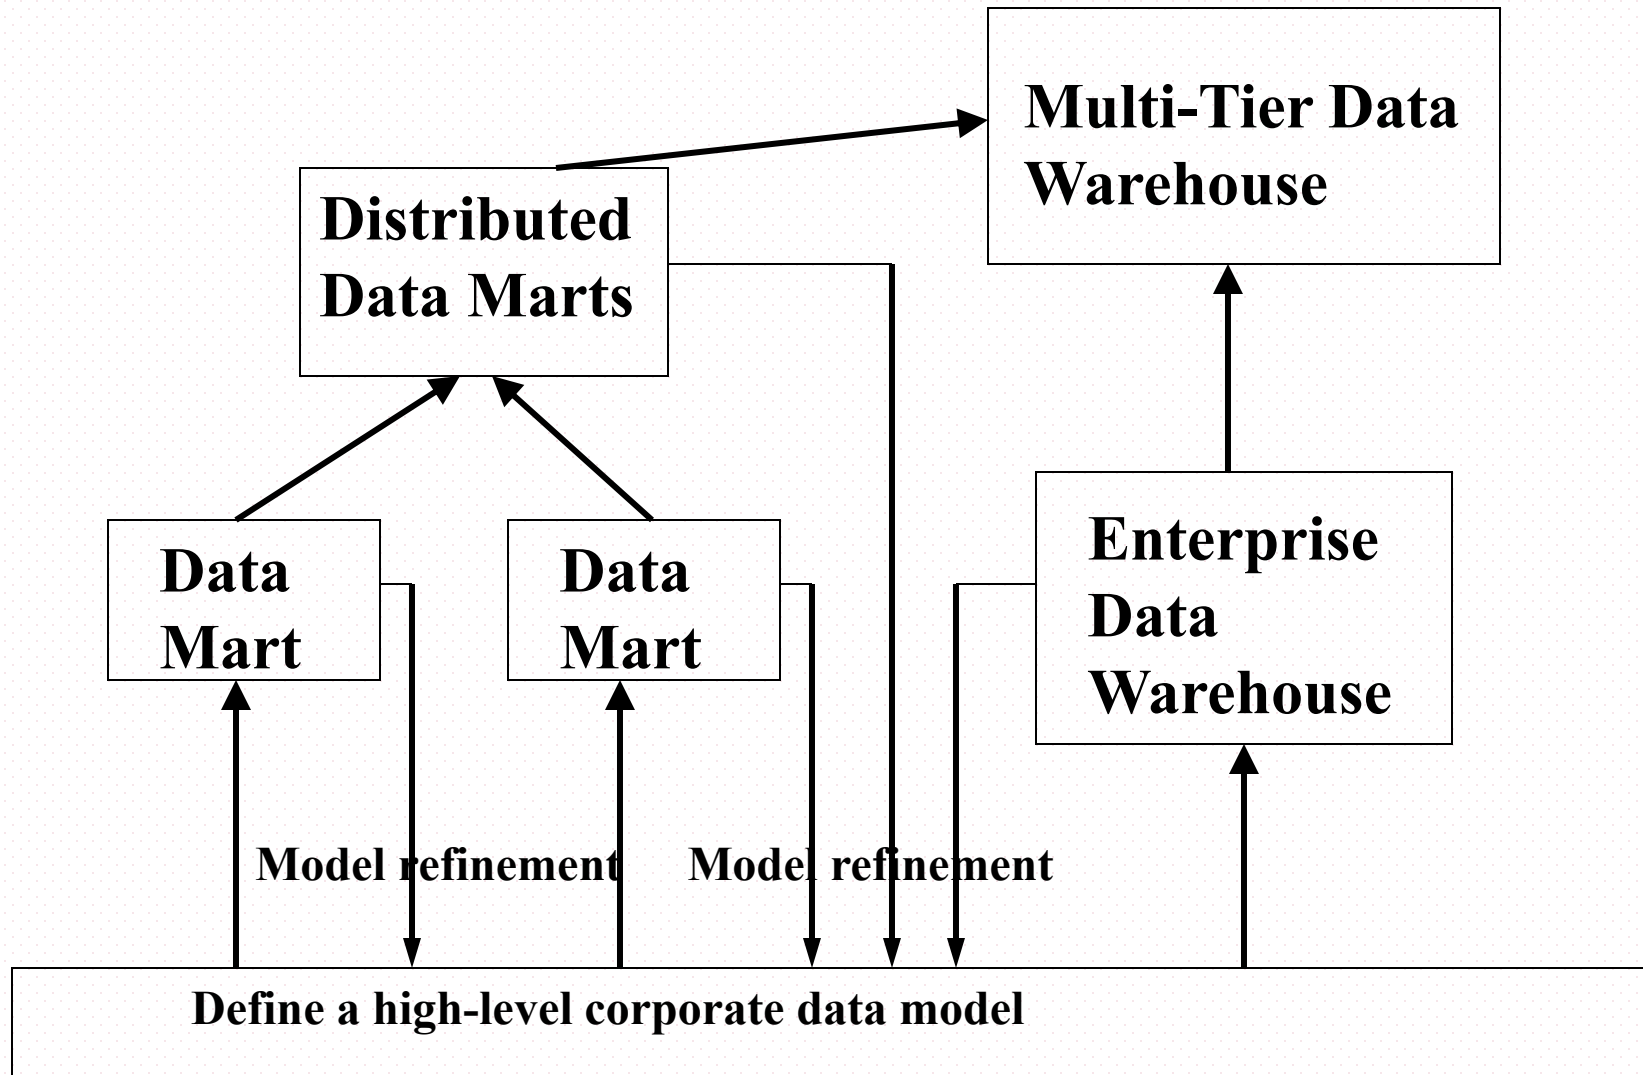 Multi-Tier Data
Warehouse
Distributed
Data Marts
Data
Mart
Data
Mart
Enterprise
Data
Warehouse
Model refinement
Model refinement
Define a high-level corporate data model